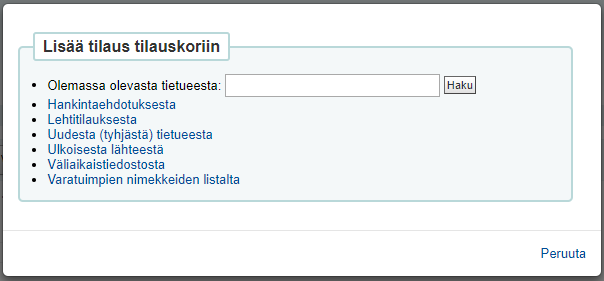 Lisää tilaus tilauskoriin
Olemassa olevasta tietueesta: Haku
Hankintaehdotuksesta
Lehtitilauksesta
Uudesta (tyhjästä) tietueesta
Ulkoisesta lähteestä
Väliaikaistiedostosta
Varatuimpien nimekkeiden listalta
Peruuta